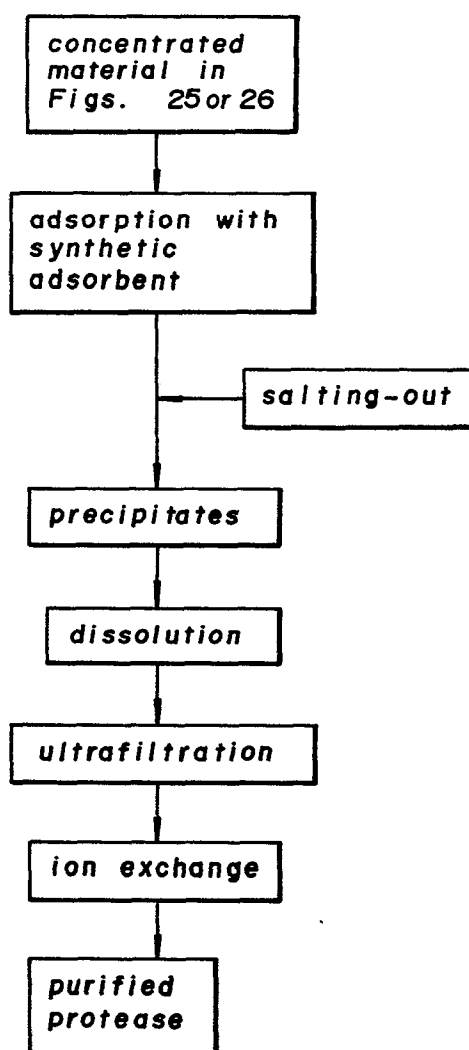 concentrated
material in
Figs. 25 or 26
adsorption with
synthetic
adsorbent
salting-out
precipitates
dissolution
ultrafiltration
ion exchange
purified
protease